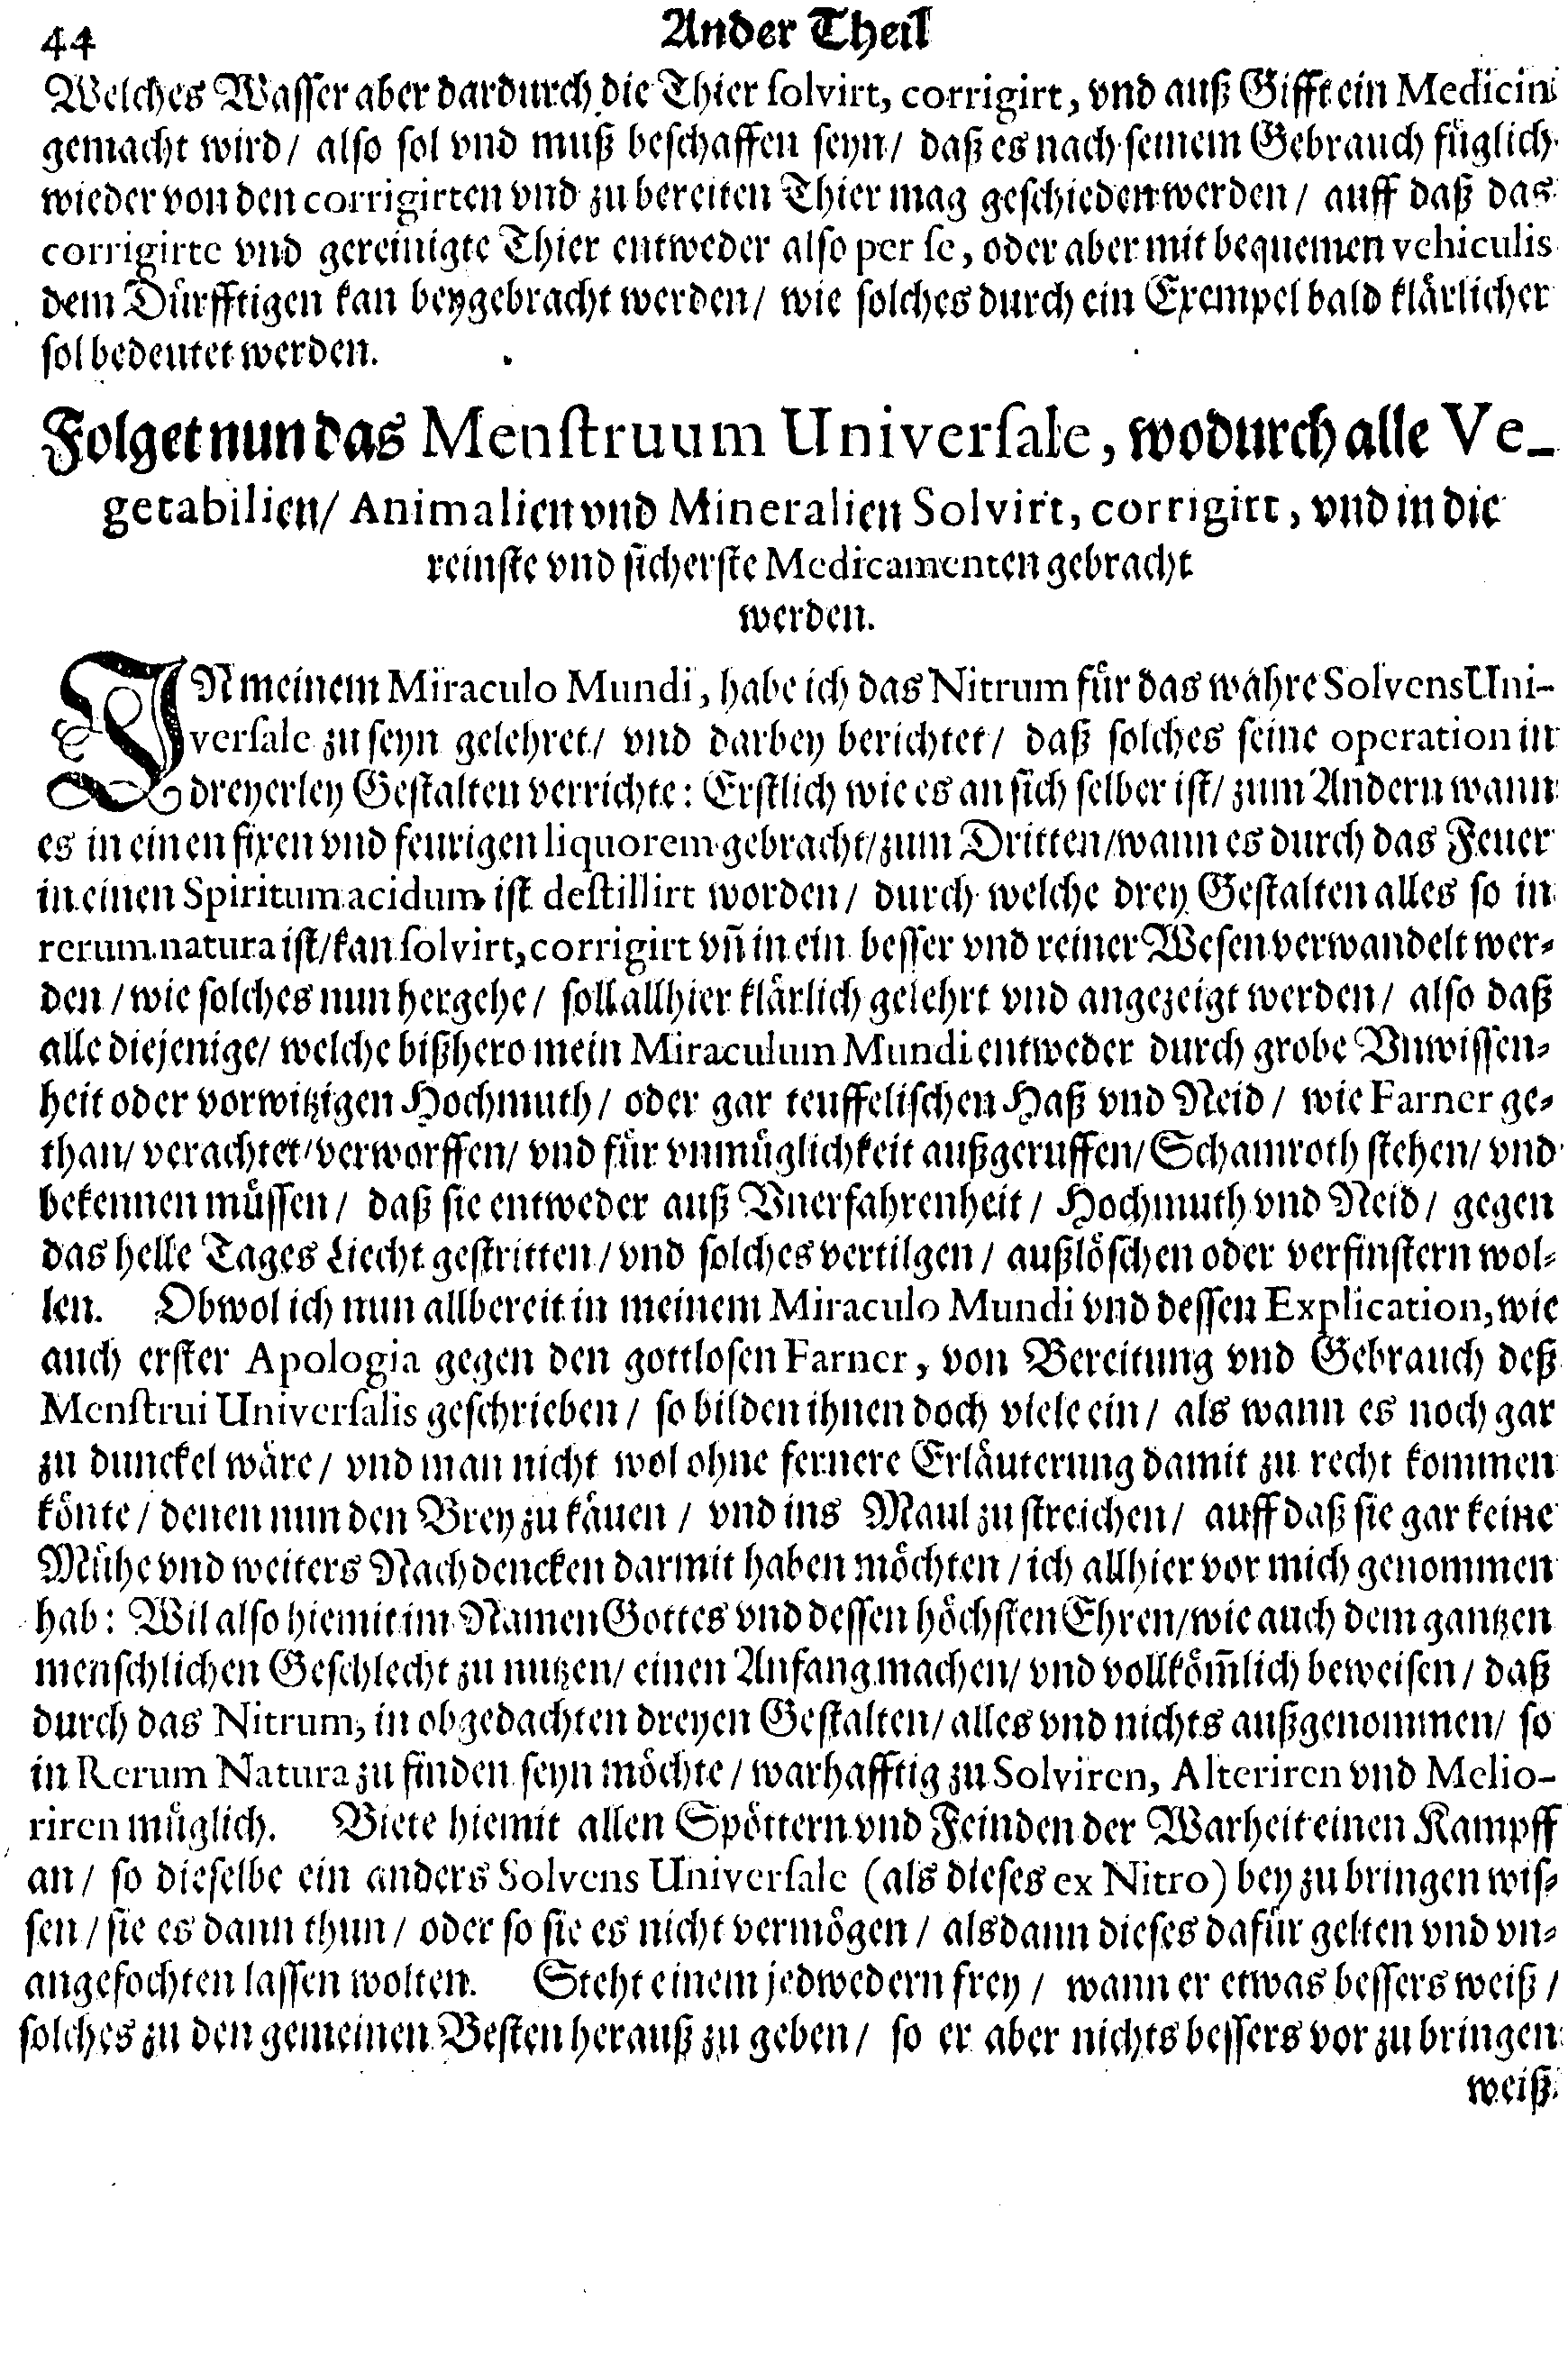 44
Ander Theil
Welches Wasser aber dardurch die Thier solvirt, corrigirt, vnd auß Gifft ein Medicin
gemacht wird / also sol vnd muß beschaffen seyn / daß es nach seinem Gebrauch füglich
wieder von den corrigirten vnd zu bereiten Thier mag geschieden werden / auff daß das
corrigirte vnd gereinigte Thier entweder also per se, oder aber mit bequemen vehiculis
dem Dürfftigen kan beygebracht werden / wie solches durch ein Exempel bald klärlicher
sol bedeutet werden.
Folget nun das Menstruum Universale, wodurch alle Ve-
getabilien / Animalien vnd Mineralien Solvirt, corrigirt, vnd in die
reinste vnd sicherste Medicamenten gebracht
werden.
IN meinem Miraculo Mundi, habe ich das Nitrum für das wahre Solvens Uni-
versale zu seyn gelehret / vnd darbey berichtet / daß solches seine operation in
dreyerley Gestalten verrichte: Erstlich wie es an sich selber ist / zum Andern wann
es in einen fixen vnd feurigen liquorem gebracht / zum Dritten / wann es durch das Feuer
in einen Spiritum acidum ist destillirt worden / durch welche drey Gestalten alles so in
rerum natura ist / kan solvirt, corrigirt vñ in ein besser vnd reiner Wesen verwandelt wer-
den / wie solches nun hergehe / soll allhier klärlich gelehrt vnd angezeigt werden / also daß
alle diejenige / welche bißhero mein Miraculum Mundi entweder durch grobe Vnwissen-
heit oder vorwitzigen Hochmuth / oder gar teuffelischen Haß vnd Neid / wie Farner ge-
than / verachtet / verworffen / vnd für vnmüglichkeit außgeruffen / Schamroth stehen / vnd
bekennen müssen / daß sie entweder auß Vnerfahrenheit / Hochmuth vnd Neid / gegen
das helle Tages Liecht gestritten / vnd solches vertilgen / außlöschen oder verfinstern wol-
len. Obwol ich nun allbereit in meinem Miraculo Mundi vnd dessen Explication, wie
auch erster Apologia gegen den gottlosen Farner, von Bereitung vnd Gebrauch deß
Menstrui Universalis geschrieben / so bilden ihnen doch viele ein / als wann es noch gar
zu dunckel wäre / vnd man nicht wol ohne fernere Erläuterung damit zu recht kommen
könte / denen nun den Brey zu käuen / vnd ins Maul zu streichen / auff daß sie gar keine
Mühe vnd weiters Nachdencken darmit haben möchten / ich allhier vor mich genommen
hab: Wil also hiemit im Namen Gottes vnd dessen höchsten Ehren / wie auch dem gantzen
menschlichen Geschlecht zu nutzen / einen Anfang machen / vnd vollköm̃lich beweisen / daß
durch das Nitrum, in obgedachten dreyen Gestalten / alles vnd nichts außgenommen / so
in Rerum Natura zu finden seyn möchte / warhafftig zu Solviren, Alteriren vnd Melio-
riren müglich. Biete hiemit allen Spöttern vnd Feinden der Warheit einen Kampff
an / so dieselbe ein anders Solvens Universale (als dieses ex Nitro) bey zu bringen wis-
sen / sie es dann thun / oder so sie es nicht vermögen / alsdann dieses dafür gelten vnd vn-
angefochten lassen wolten. Steht einem jedwedern frey / wann er etwas bessers weiß /
solches zu den gemeinen Besten herauß zu geben / so er aber nichts bessers vor zu bringen
weiß